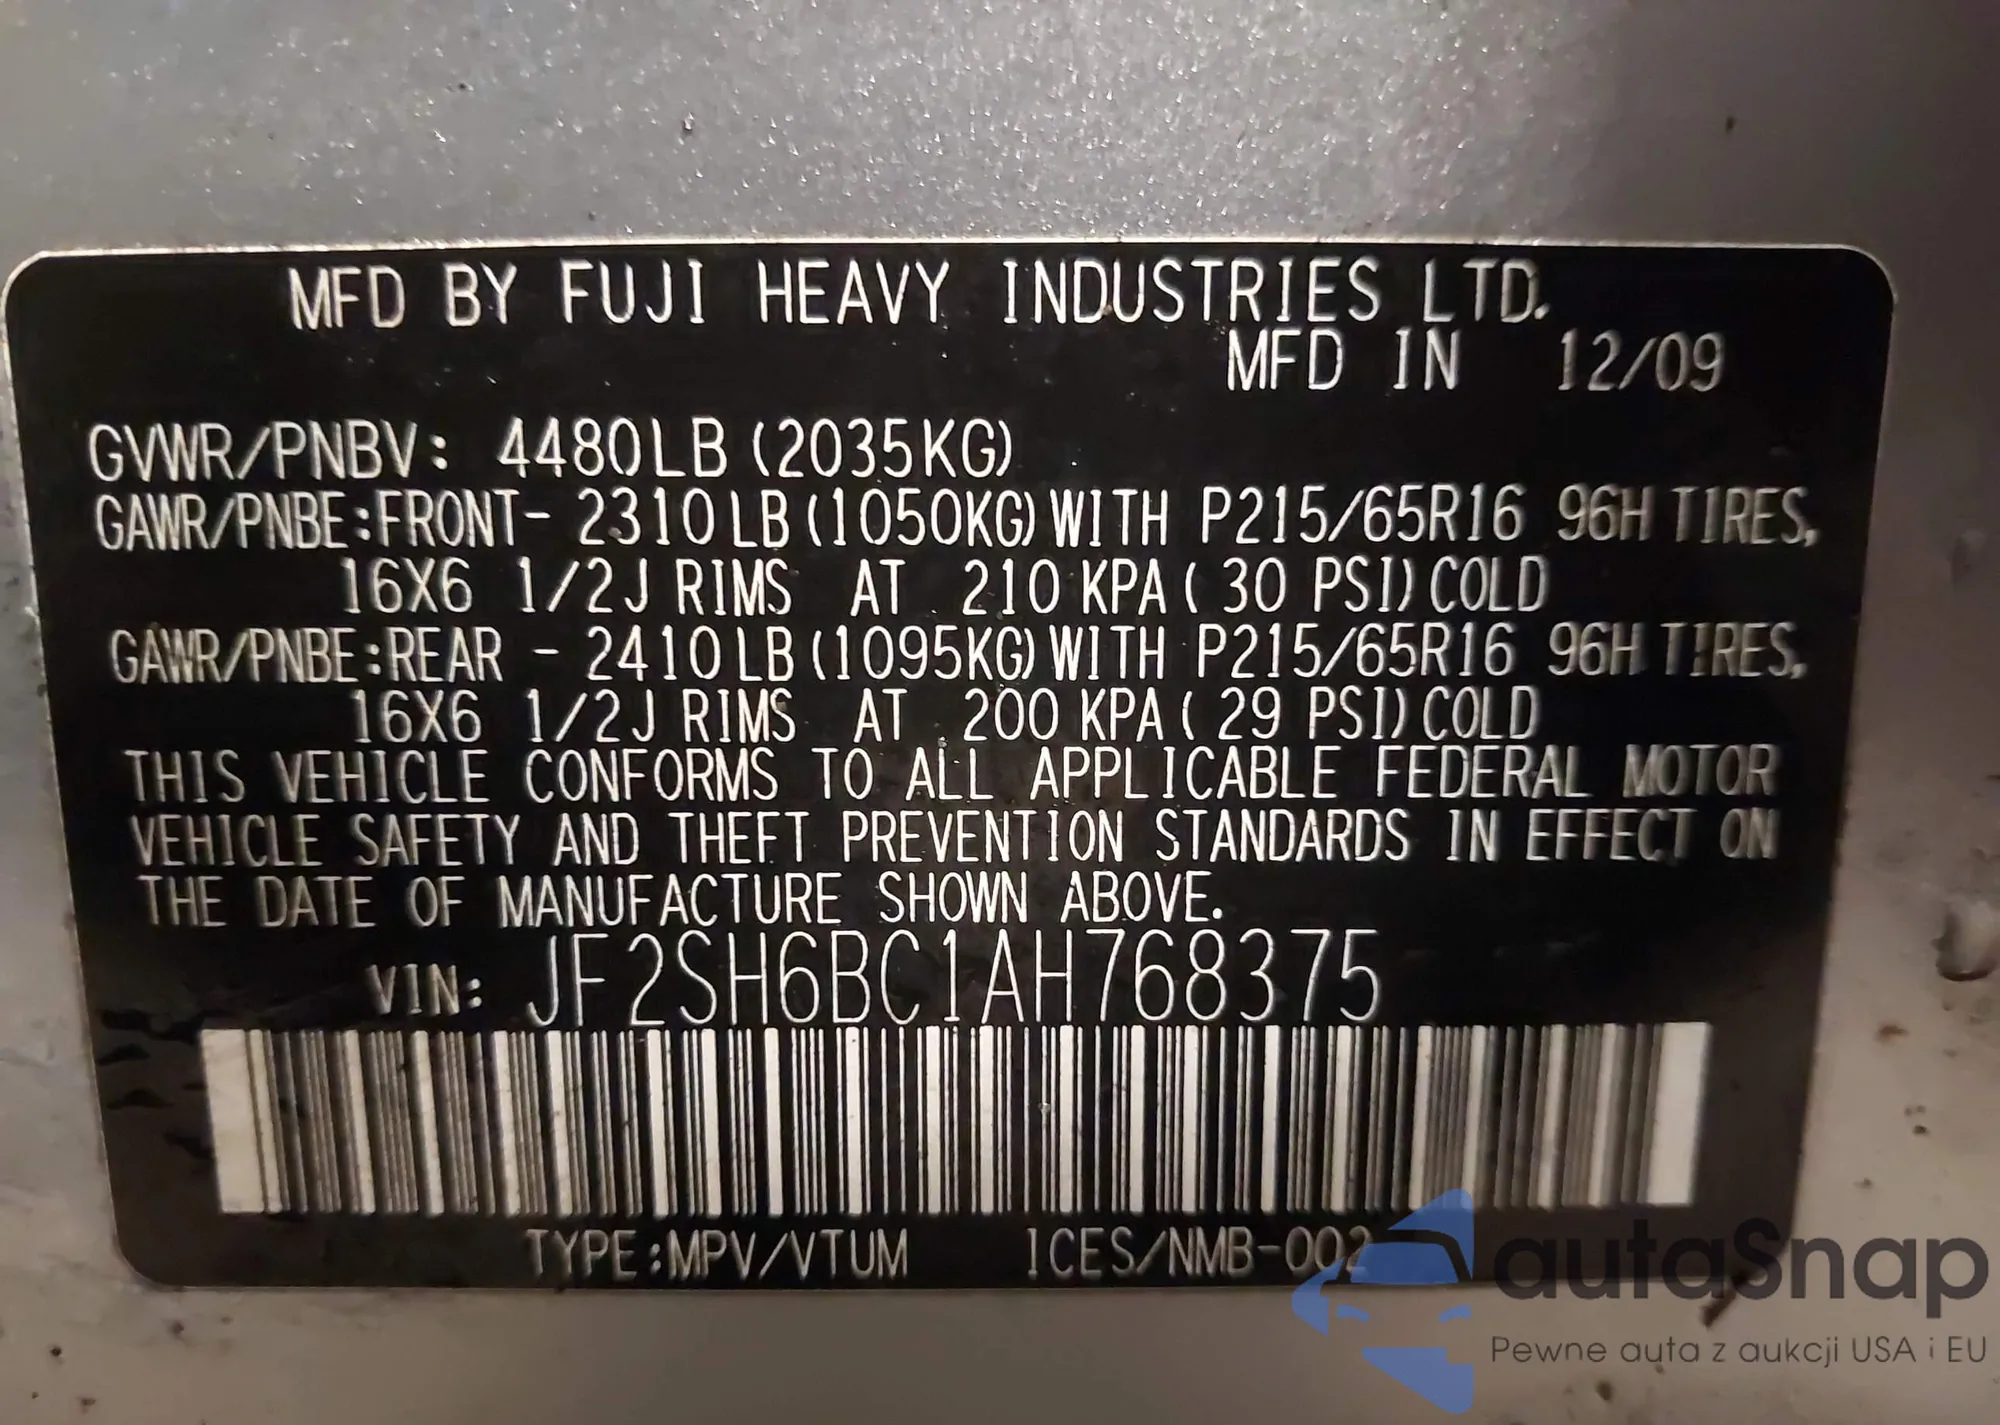 MFD BY FUJI HEAVY INDUSTRIES LTD.
MFD IN 12/09
GVWR/PNBV: 4480LB (2035KG)
GAWR/PNBE:FRONT- 2310LB (1050KG) WITH P215/65R16 96H TIRES,
16X6 1/2J RIMS AT 210 KPA ( 30 PSI) COLD
GAWR/PNBE:REAR - 2410LB (1095KG) WITH P215/65R16 96H TIRES,
16X6 1/2J RIMS AT 200 KPA ( 29 PSI) COLD
THIS VEHICLE CONFORMS TO ALL APPLICABLE FEDERAL MOTOR
VEHICLE SAFETY AND THEFT PREVENTION STANDARDS IN EFFECT ON
THE DATE OF MANUFACTURE SHOWN ABOVE.
VIN: JF2SH6BC1AH768375
TYPE:MPV/VTUM ICES/NMB-002
autaSnap
Pewne auta z aukcji USA i EU